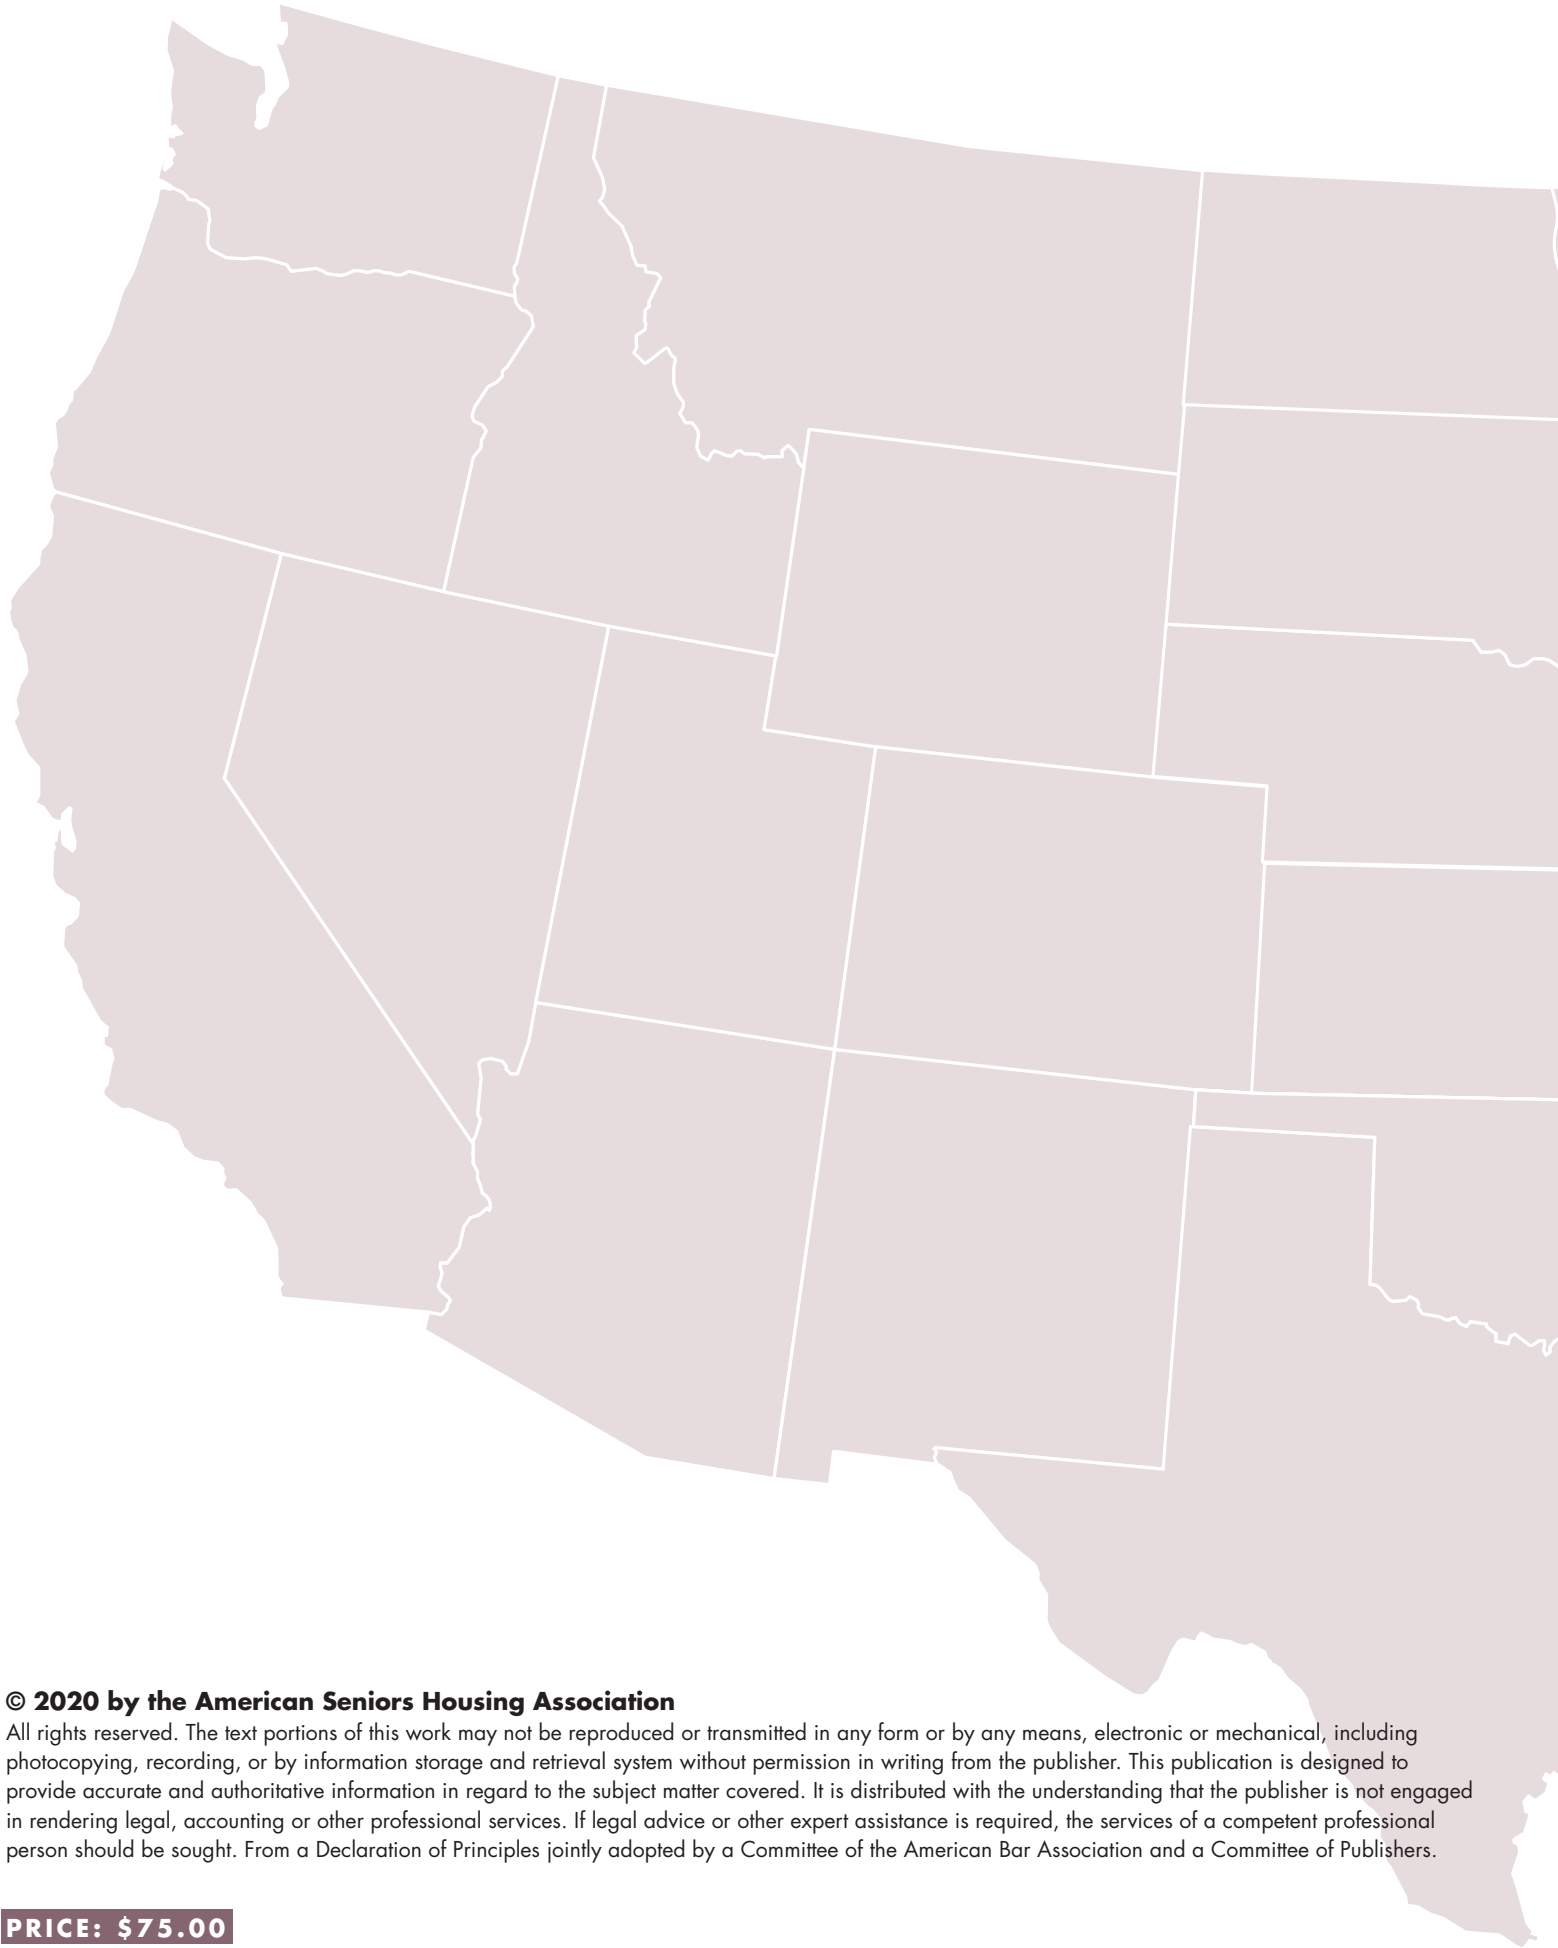 © 2020 by the American Seniors Housing Association
All rights reserved. The text portions of this work may not be reproduced or transmitted in any form or by any means, electronic or mechanical, including
photocopying, recording, or by information storage and retrieval system without permission in writing from the publisher. This publication is designed to
provide accurate and authoritative information in regard to the subject matter covered. It is distributed with the understanding that the publisher is not engaged
in rendering legal, accounting or other professional services. If legal advice or other expert assistance is required, the services of a competent professional
person should be sought. From a Declaration of Principles jointly adopted by a Committee of the American Bar Association and a Committee of Publishers.
PRICE: $75.00